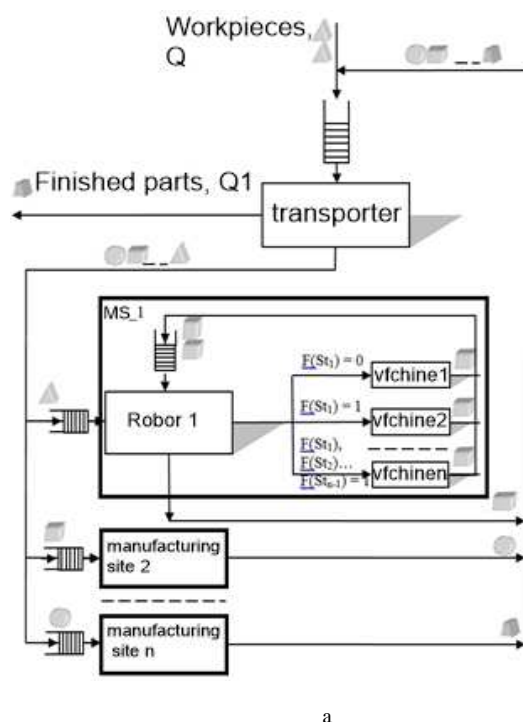 Workpieces,
Q
Finished parts, Q1
transporter
MS_1
F(St1) = 0
vfchine1
Robor 1
F(St1) = 1
vfchine2
F(St1),
F(St2)...
F(Stn-1) = 1
vfchinen
manufacturing
site 2
manufacturing
site n
a